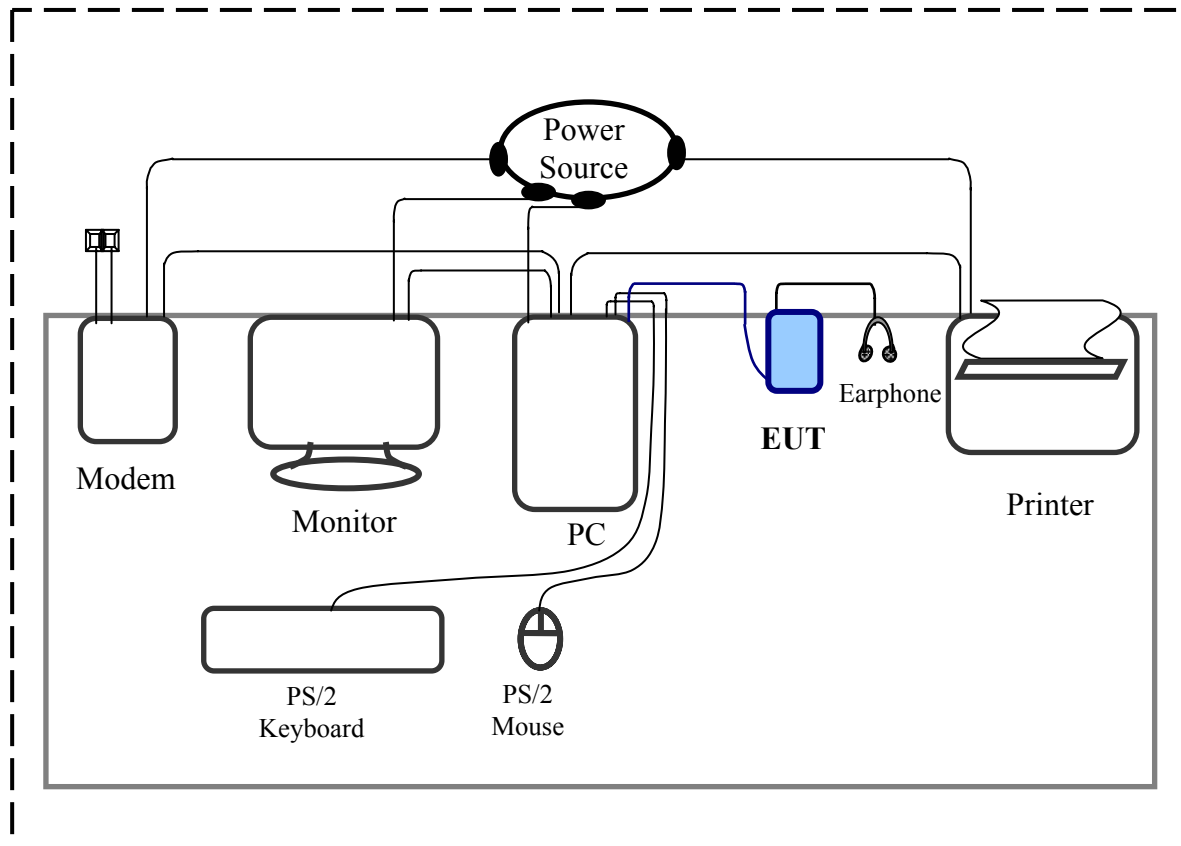 Power
Source
Earphone
EUT
Modem
Monitor
PC
Printer
PS/2
Keyboard
PS/2
Mouse